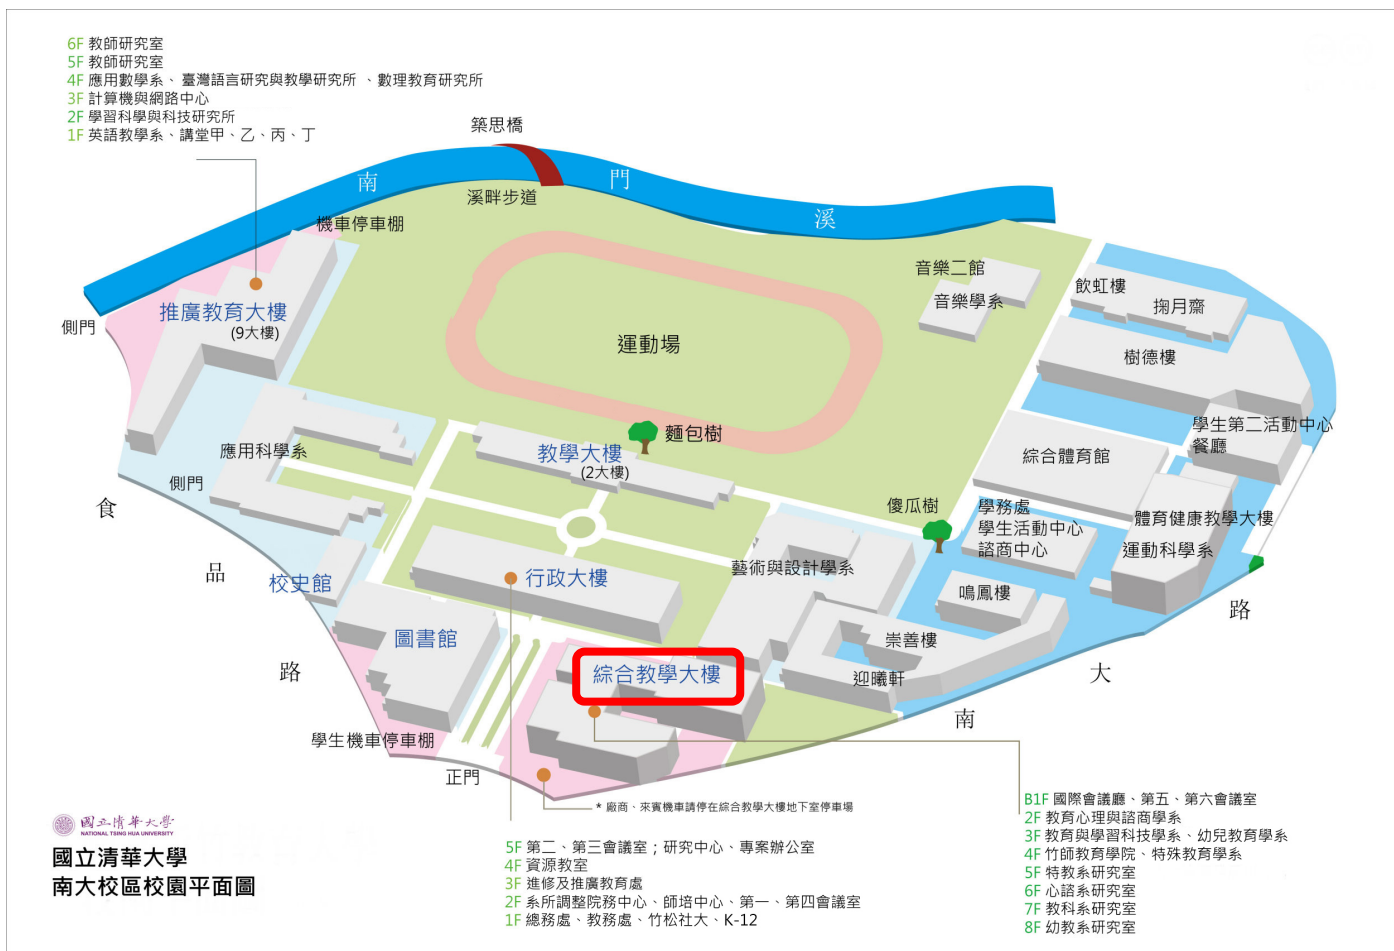 6F 教師研究室
5F 教師研究室
4F 應用數學系、臺灣語言研究與教學研究所 、數理教育研究所
3F 計算機與網路中心
2F 學習科學與科技研究所
1F 英語教學系、講堂甲、乙、丙、丁
築思橋
南
門
溪
溪畔步道
機車停車棚
側門
推廣教育大樓
(9大樓)
運動場
音樂二館
音樂學系
飲虹樓
掬月齋
樹德樓
學生第二活動中心
餐廳
綜合體育館
麵包樹
教學大樓
(2大樓)
應用科學系
側門
傻瓜樹
學務處
學生活動中心
諮商中心
體育健康教學大樓
運動科學系
食
品
路
校史館
行政大樓
藝術與設計學系
鳴鳳樓
圖書館
崇善樓
綜合教學大樓
迎曦軒
南
大
路
學生機車停車棚
正門
* 廠商、來賓機車請停在綜合教學大樓地下室停車場
B1F 國際會議廳、第五、第六會議室
2F 教育心理與諮商學系
3F 教育與學習科技學系、幼兒教育學系
4F 竹師教育學院、特殊教育學系
5F 特教系研究室
6F 心諮系研究室
7F 教科系研究室
8F 幼教系研究室
5F 第二、第三會議室；研究中心、專案辦公室
4F 資源教室
3F 進修及推廣教育處
2F 系所調整院務中心、師培中心、第一、第四會議室
1F 總務處、教務處、竹松社大、K-12
國立清華大學
NATIONAL TSING HUA UNIVERSITY
國立清華大學
南大校區校園平面圖